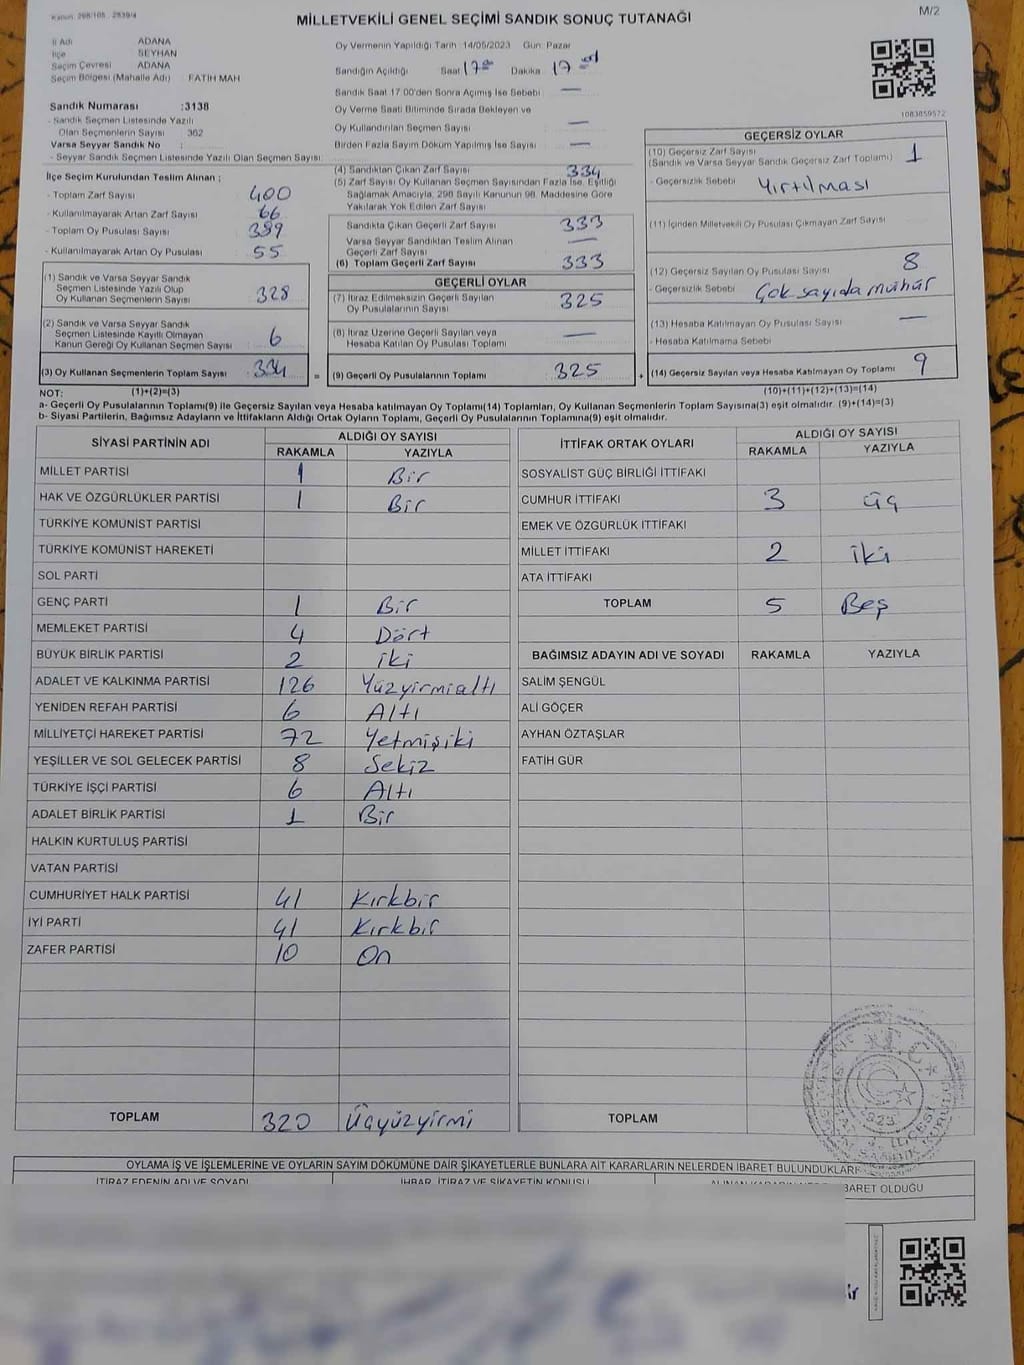 Kanun: 298/105 , 2839/4
MİLLETVEKİLİ GENEL SEÇİMİ SANDIK SONUÇ TUTANAĞI
M/2
İl Adı ADANA
İlçe SEYHAN
Seçim Çevresi ADANA
Seçim Bölgesi (Mahalle Adı) : FATİH MAH
Oy Vermenin Yapıldığı Tarih : 14/05/2023 Gün: Pazar
Sandığın Açıldığı Saat 17 Dakika 17
Sandık Saat 17:00'den Sonra Açımış İse Sebebi —
Oy Verme Saati Bitiminde Sırada Bekleyen ve
Oy Kullandırılan Seçmen Sayısı —
Birden Fazla Sayım Döküm Yapılmış İse Sayısı —
1083859572
Sandık Numarası :3138
- Sandık Seçmen Listesinde Yazılı
Olan Seçmenlerin Sayısı 362
Varsa Seyyar Sandık No :
- Seyyar Sandık Seçmen Listesinde Yazılı Olan Seçmen Sayısı:
İlçe Seçim Kurulundan Teslim Alınan ;
- Toplam Zarf Sayısı 400
- Kullanılmayarak Artan Zarf Sayısı 66
- Toplam Oy Pusulası Sayısı 389
- Kullanılmayarak Artan Oy Pusulası 55
(1) Sandık ve Varsa Seyyar Sandık
Seçmen Listesinde Yazılı Olup
Oy Kullanan Seçmenlerin Sayısı 328
(2) Sandık ve Varsa Seyyar Sandık
Seçmen Listesinde Kayıtlı Olmayan
Kanun Gereği Oy Kullanan Seçmen Sayısı 6
(3) Oy Kullanan Seçmenlerin Toplam Sayısı 334 =
(4) Sandıktan Çıkan Zarf Sayısı 334
(5) Zarf Sayısı Oy Kullanan Seçmen Sayısından Fazla İse, Eşitliği
Sağlamak Amacıyla, 298 Sayılı Kanunun 98. Maddesine Göre
Yakılarak Yok Edilen Zarf Sayısı
Sandıkta Çıkan Geçerli Zarf Sayısı 333
Varsa Seyyar Sandıktan Teslim Alınan
Geçerli Zarf Sayısı —
(6) Toplam Geçerli Zarf Sayısı 333
GEÇERLİ OYLAR
(7) İtiraz Edilmeksizin Geçerli Sayılan
Oy Pusulalarının Sayısı 325
(8) İtiraz Üzerine Geçerli Sayılan veya
Hesaba Katılan Oy Pusulası Toplamı —
(9) Geçerli Oy Pusulalarının Toplamı 325 +
GEÇERSİZ OYLAR
(10) Geçersiz Zarf Sayısı 1
(Sandık ve Varsa Seyyar Sandık Geçersiz Zarf Toplamı)
- Geçersizlik Sebebi Yırtılması
(11) İçinden Milletvekili Oy Pusulası Çıkmayan Zarf Sayısı
(12) Geçersiz Sayılan Oy Pusulası Sayısı 8
- Geçersizlik Sebebi Çok sayıda mühür
(13) Hesaba Katılmayan Oy Pusulası Sayısı —
- Hesaba Katılmama Sebebi
(14) Geçersiz Sayılan veya Hesaba Katılmayan Oy Toplamı 9
NOT: (1)+(2)=(3) (10)+(11)+(12)+(13)=(14)
a- Geçerli Oy Pusulalarının Toplamı(9) ile Geçersiz Sayılan veya Hesaba katılmayan Oy Toplamı(14) Toplamları, Oy Kullanan Seçmenlerin Toplam Sayısına(3) eşit olmalıdır. (9)+(14)=(3)
b- Siyasi Partilerin, Bağımsız Adayların ve İttifakların Aldığı Ortak Oyların Toplamı, Geçerli Oy Pusulalarının Toplamına(9) eşit olmalıdır.
SİYASİ PARTİNİN ADI ALDIĞI OY SAYISI
RAKAMLA YAZIYLA
MİLLET PARTİSİ 1 Bir
HAK VE ÖZGÜRLÜKLER PARTİSİ 1 Bir
TÜRKİYE KOMÜNİST PARTİSİ
TÜRKİYE KOMÜNİST HAREKETİ
SOL PARTİ
GENÇ PARTİ 1 Bir
MEMLEKET PARTİSİ 4 Dört
BÜYÜK BİRLİK PARTİSİ 2 iki
ADALET VE KALKINMA PARTİSİ 126 Yüzyirmialtı
YENİDEN REFAH PARTİSİ 6 Altı
MİLLİYETÇİ HAREKET PARTİSİ 72 Yetmişiki
YEŞİLLER VE SOL GELECEK PARTİSİ 8 Sekiz
TÜRKİYE İŞÇİ PARTİSİ 6 Altı
ADALET BİRLİK PARTİSİ 1 Bir
HALKIN KURTULUŞ PARTİSİ
VATAN PARTİSİ
CUMHURİYET HALK PARTİSİ 41 Kırkbir
İYİ PARTİ 41 Kırkbir
ZAFER PARTİSİ 10 On
TOPLAM 320 Üçyüzyirmi
İTTİFAK ORTAK OYLARI ALDIĞI OY SAYISI
RAKAMLA YAZIYLA
SOSYALİST GÜÇ BİRLİĞİ İTTİFAKI
CUMHUR İTTİFAKI 3 üç
EMEK VE ÖZGÜRLÜK İTTİFAKI
MİLLET İTTİFAKI 2 iki
ATA İTTİFAKI
TOPLAM 5 Beş
BAĞIMSIZ ADAYIN ADI VE SOYADI RAKAMLA YAZIYLA
SALİM ŞENGÜL
ALİ GÖÇER
AYHAN ÖZTAŞLAR
FATİH GÜR
TOPLAM
OYLAMA İŞ VE İŞLEMLERİNE VE OYLARIN SAYIM DÖKÜMÜNE DAİR ŞİKAYETLERLE BUNLARA AİT KARARLARIN NELERDEN İBARET BULUNDUKLARI
İTİRAZ EDENİN ADI VE SOYADI İHBAR, İTİRAZ VE ŞİKAYETİN KONUSU BARET OLDUĞU